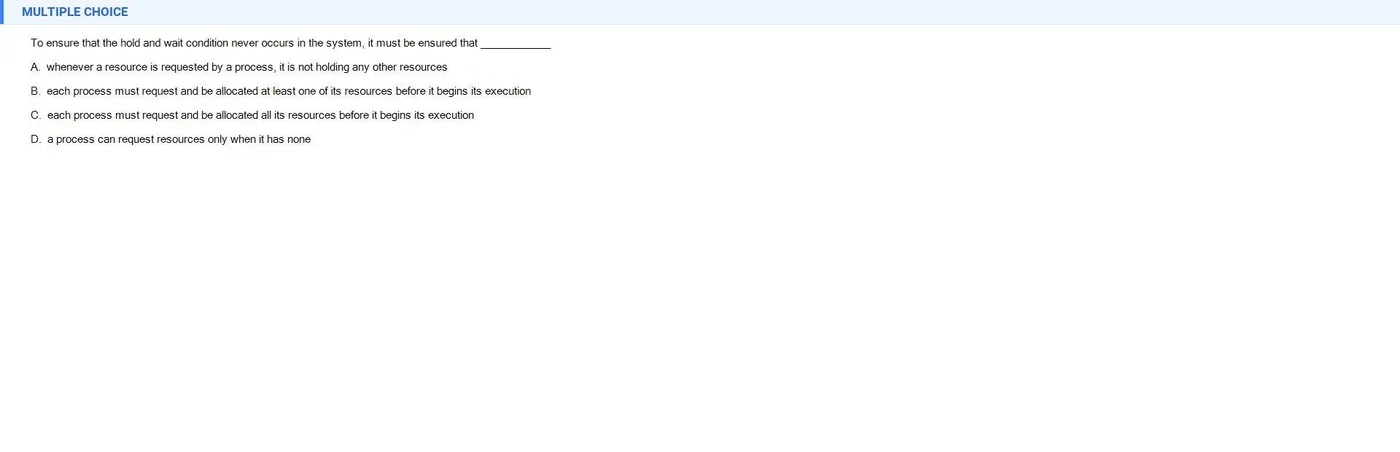 MULTIPLE CHOICE
To ensure that the hold and wait condition never occurs in the system, it must be ensured that ____________
A. whenever a resource is requested by a process, it is not holding any other resources
B. each process must request and be allocated at least one of its resources before it begins its execution
C. each process must request and be allocated all its resources before it begins its execution
D. a process can request resources only when it has none